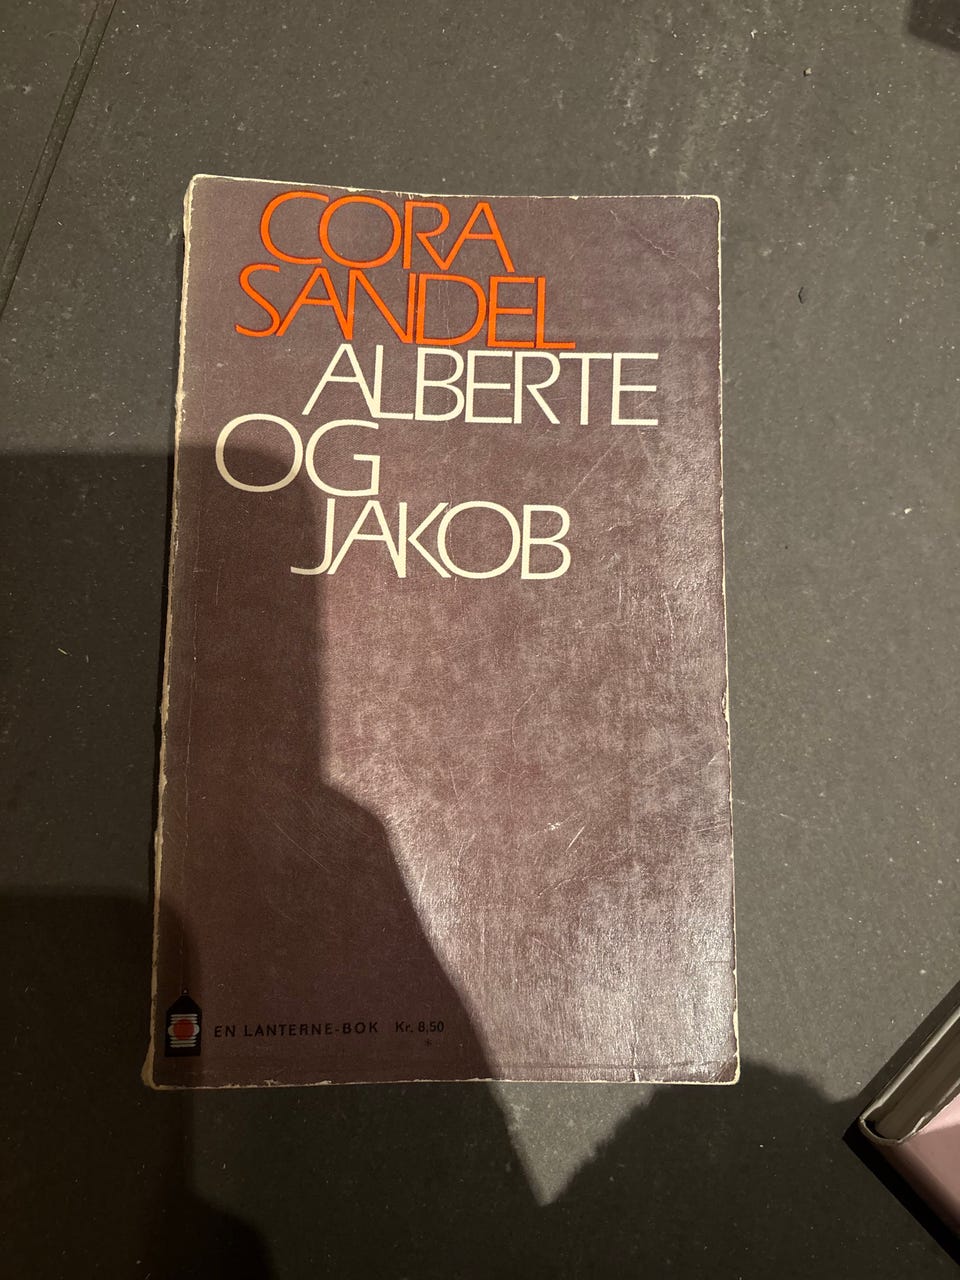 CORA
SANDEL
ALBERTE
OG
JAKOB
EN LANTERNE-BOK Kr. 8,50
*